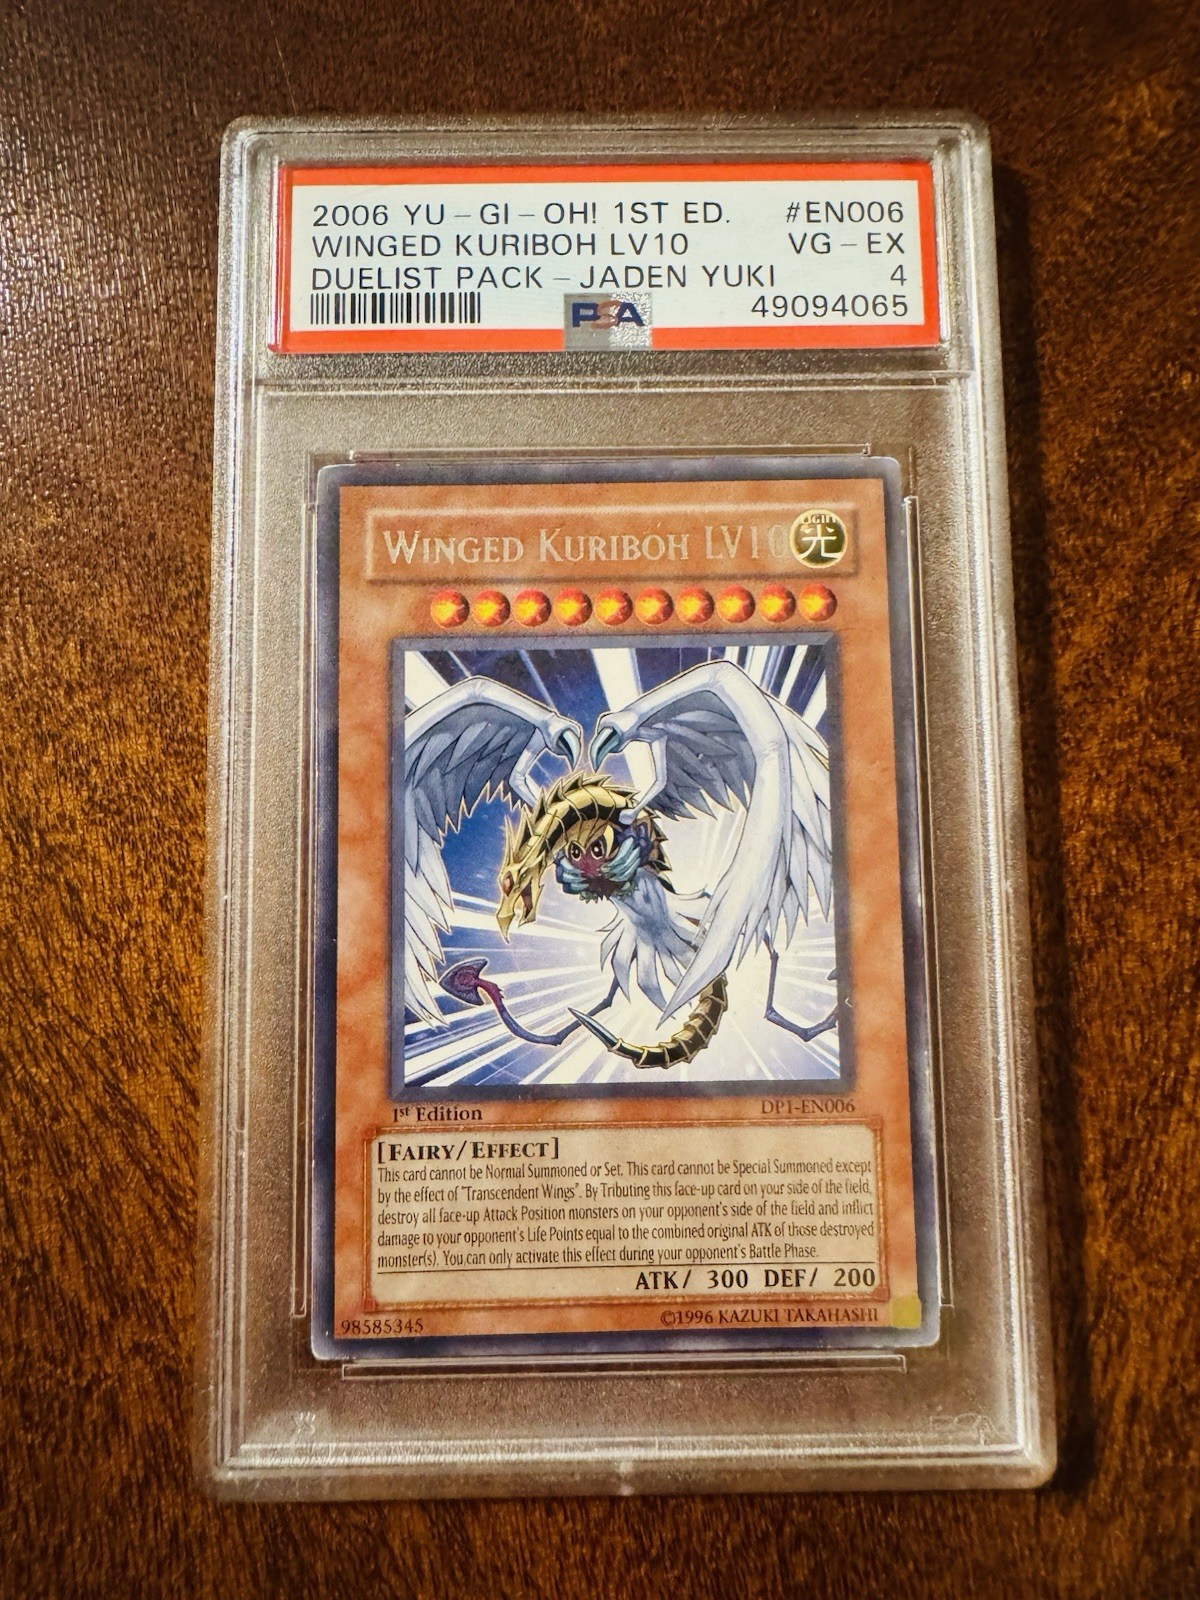 2006 YU-GI-OH! 1ST ED. #EN006
WINGED KURIBOH LV10 VG-EX
DUELIST PACK-JADEN YUKI 4
PSA 49094065
WINGED KURIBOH LV10
LIGHT
光
1st Edition DP1-EN006
[FAIRY/EFFECT]
This card cannot be Normal Summoned or Set. This card cannot be Special Summoned except
by the effect of "Transcendent Wings". By Tributing this face-up card on your side of the field,
destroy all face-up Attack Position monsters on your opponent's side of the field and inflict
damage to your opponent's Life Points equal to the combined original ATK of those destroyed
monster(s). You can only activate this effect during your opponent's Battle Phase.
ATK/ 300 DEF/ 200
98585345 ©1996 KAZUKI TAKAHASHI
PSA